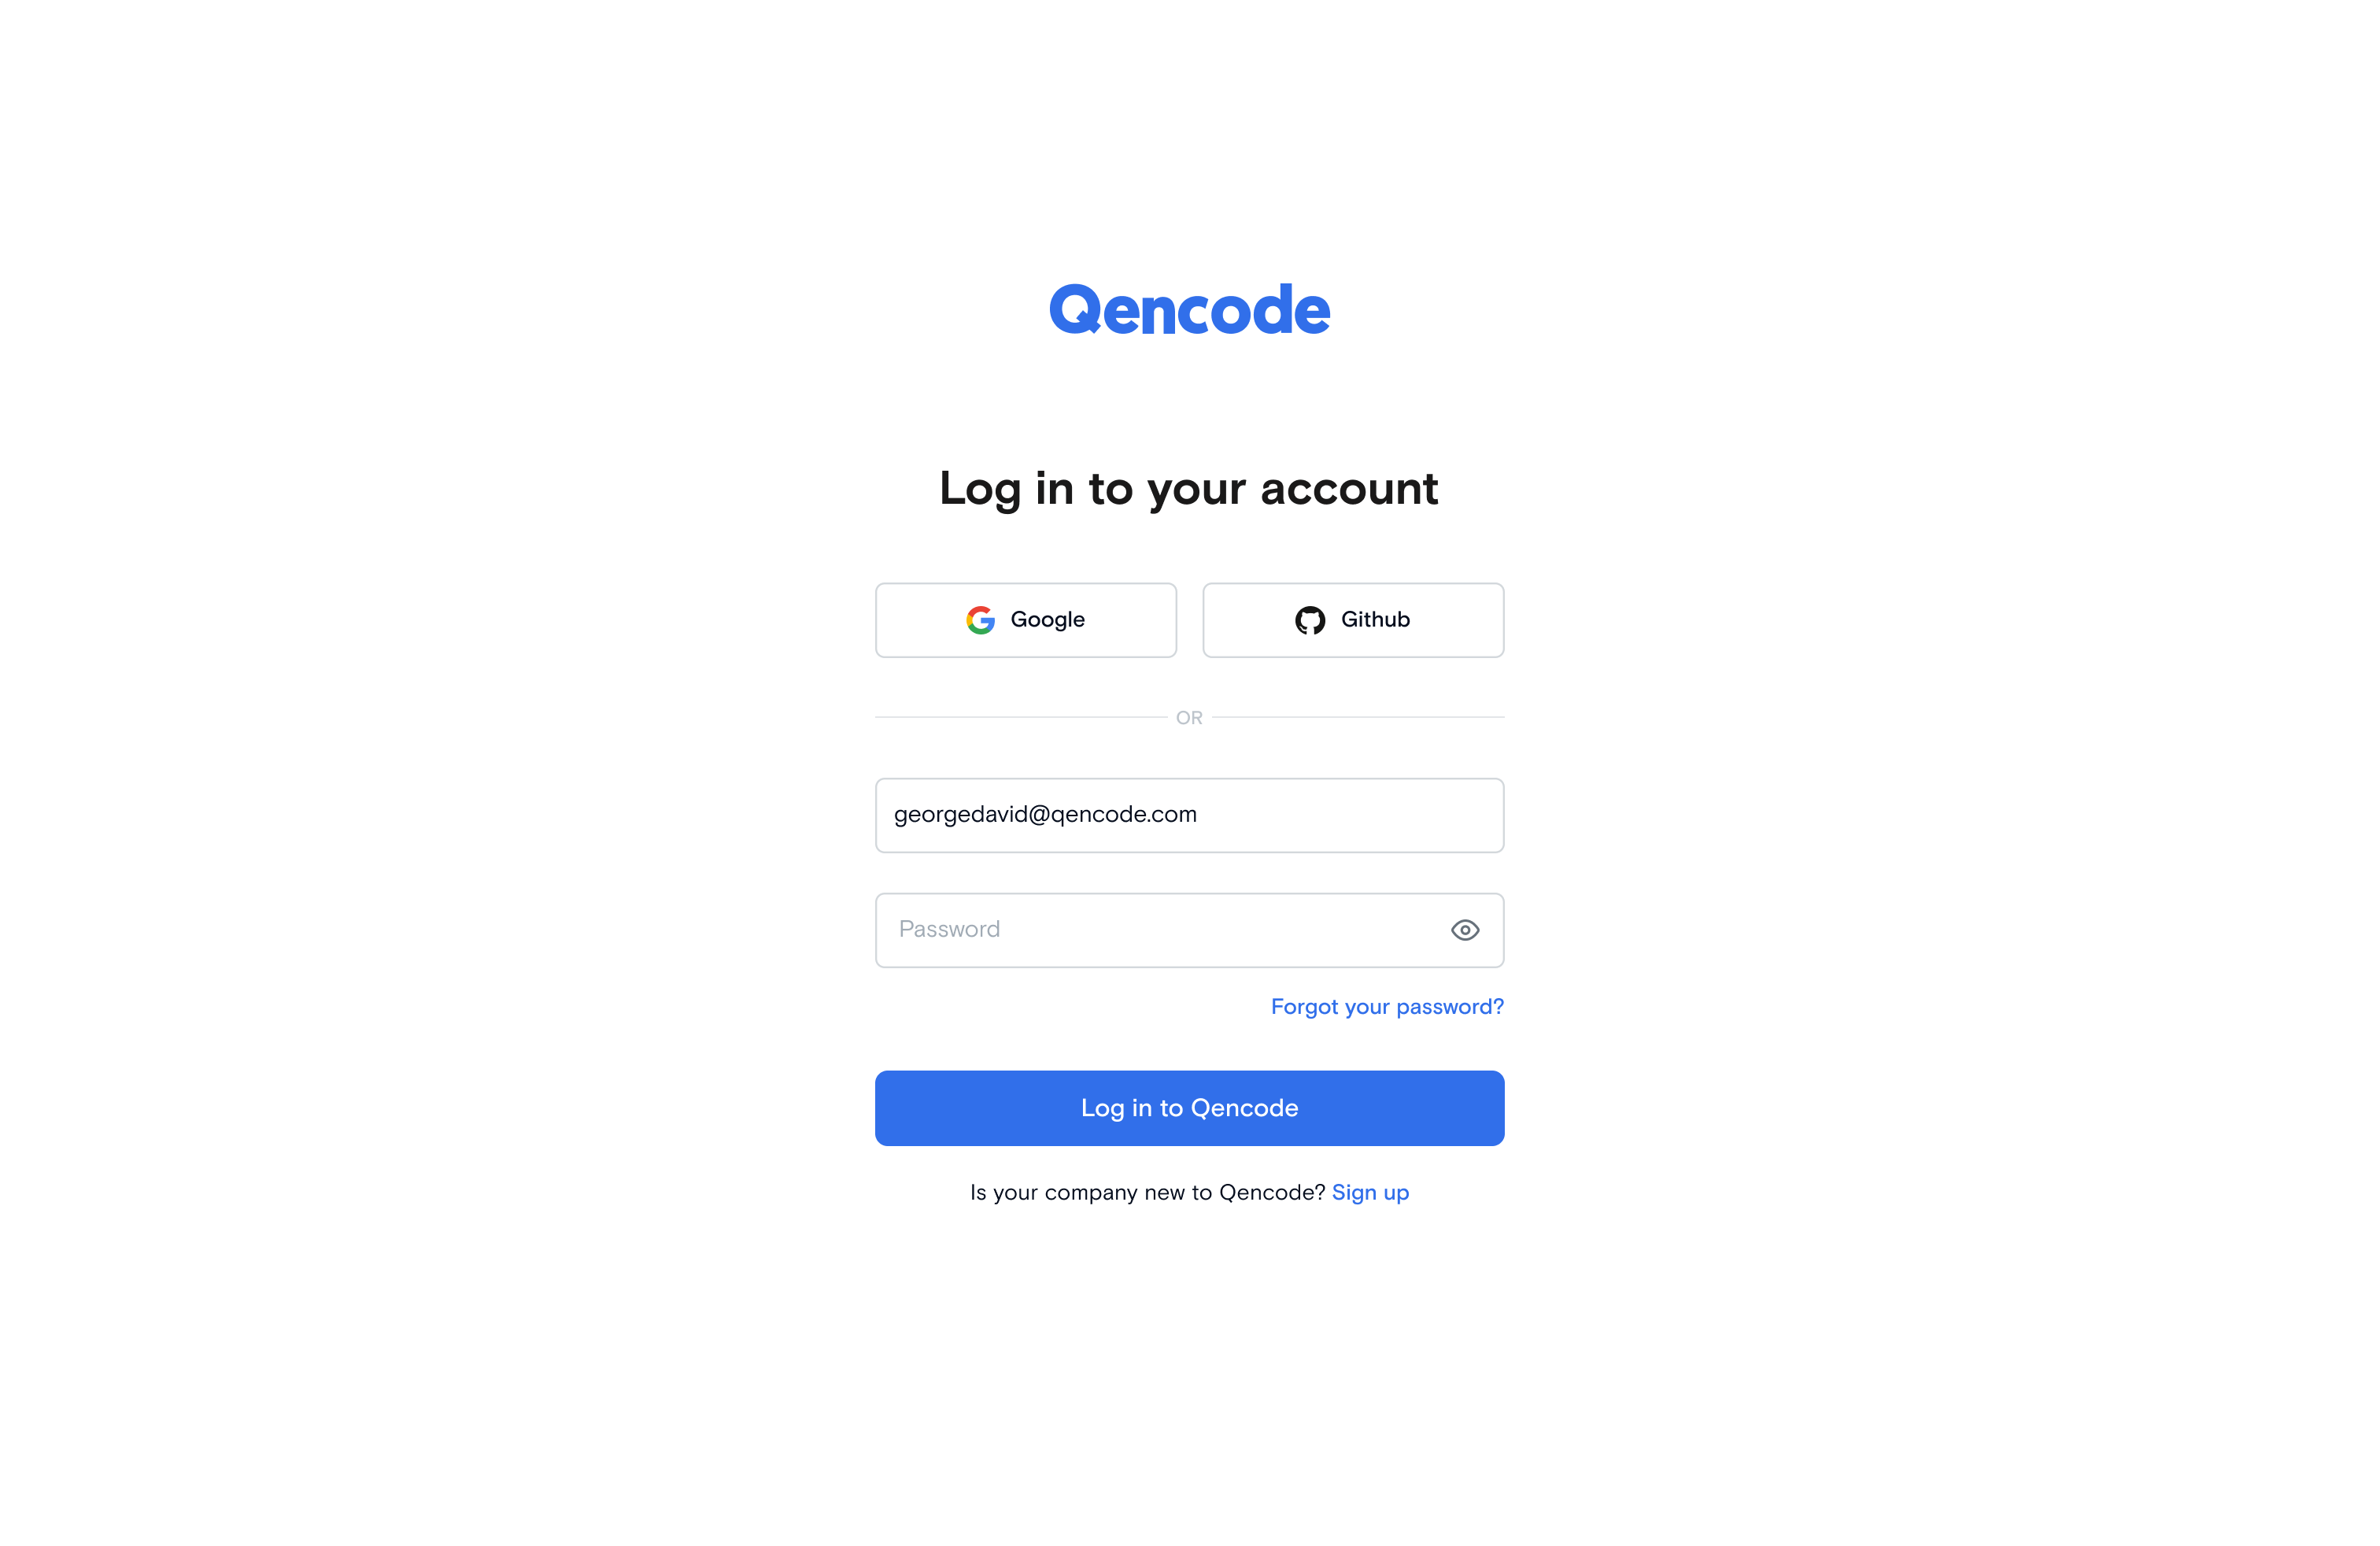 Qencode
Log in to your account
Google
Github
OR
georgedavid@qencode.com
Password
Forgot your password?
Log in to Qencode
Is your company new to Qencode? Sign up